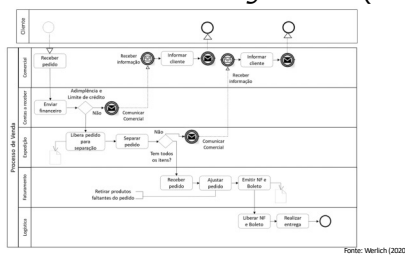 Cliente
Processo de Venda
Comercial
Receber
pedido
Receber
informação
Informar
cliente
Informar
cliente
Receber
informação
Contas a receber
Enviar
financeiro
Adimplência e
Limite de crédito
Não
Comunicar
Comercial
Expedição
Libera pedido
para
separação
Separar
pedido
Não
Tem todos
os itens?
Comunicar
Comercial
Faturamento
Retirar produtos
faltantes do pedido
Receber
pedido
Ajustar
pedido
Emitir NF e
Boleto
Logística
Liberar NF
e Boleto
Realizar
entrega
Fonte: Werlich (2020